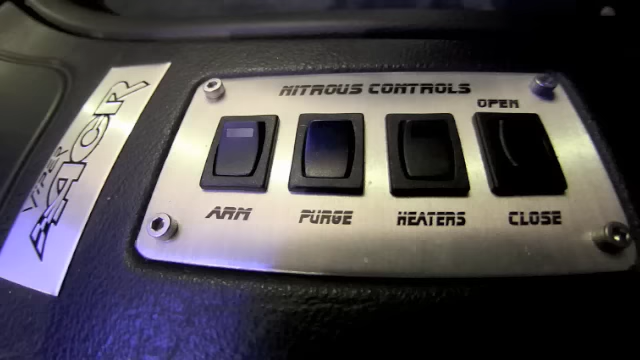 VIPER
ACR
NITROUS CONTROLS
OPEN
ARM
PURGE
HEATERS
CLOSE